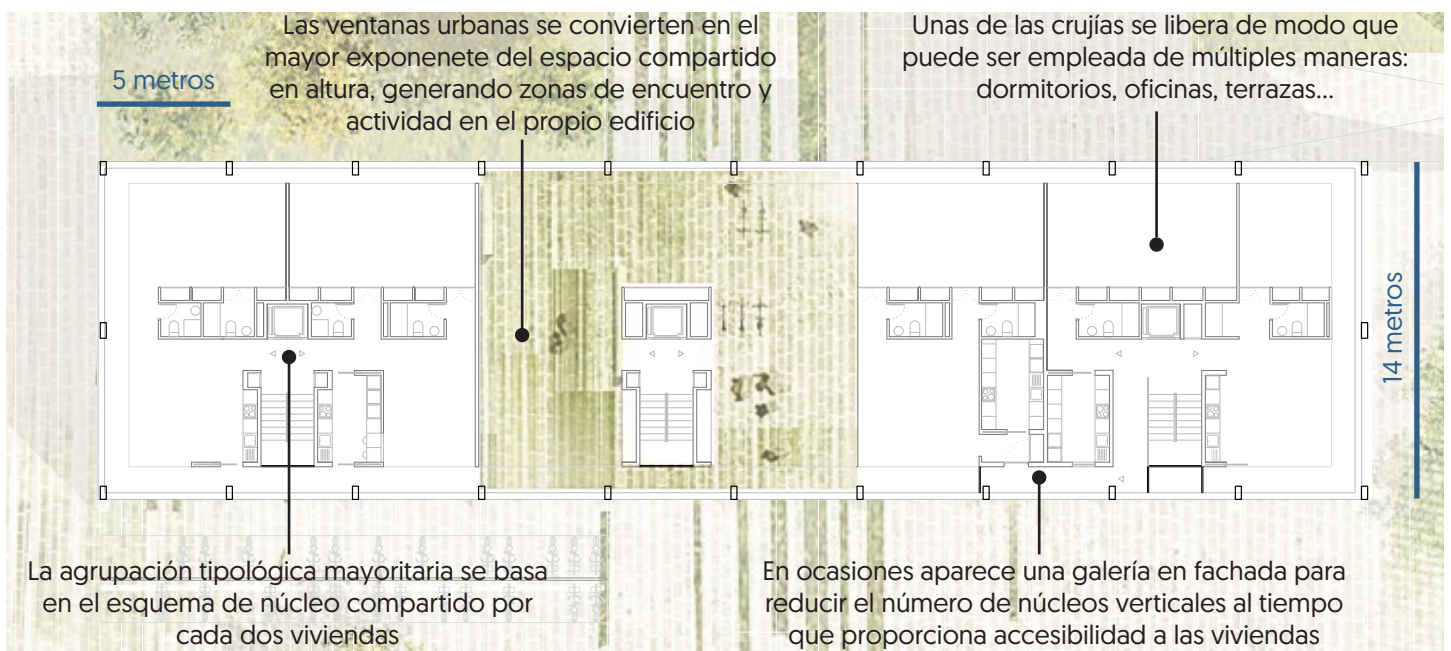 Las ventanas urbanas se convierten en el
mayor exponenete del espacio compartido
en altura, generando zonas de encuentro y
actividad en el propio edificio
Unas de las crujías se libera de modo que
puede ser empleada de múltiples maneras:
dormitorios, oficinas, terrazas...
5 metros
14 metros
La agrupación tipológica mayoritaria se basa
en el esquema de núcleo compartido por
cada dos viviendas
En ocasiones aparece una galería en fachada para
reducir el número de núcleos verticales al tiempo
que proporciona accesibilidad a las viviendas